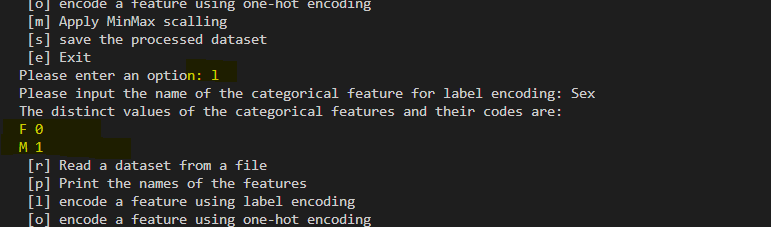 [o] encode a feature using one-hot encoding
[m] Apply MinMax scalling
[s] save the processed dataset
[e] Exit
Please enter an option: l
Please input the name of the categorical feature for label encoding: Sex
The distinct values of the categorical features and their codes are:
F 0
M 1
[r] Read a dataset from a file
[p] Print the names of the features
[l] encode a feature using label encoding
[o] encode a feature using one-hot encoding